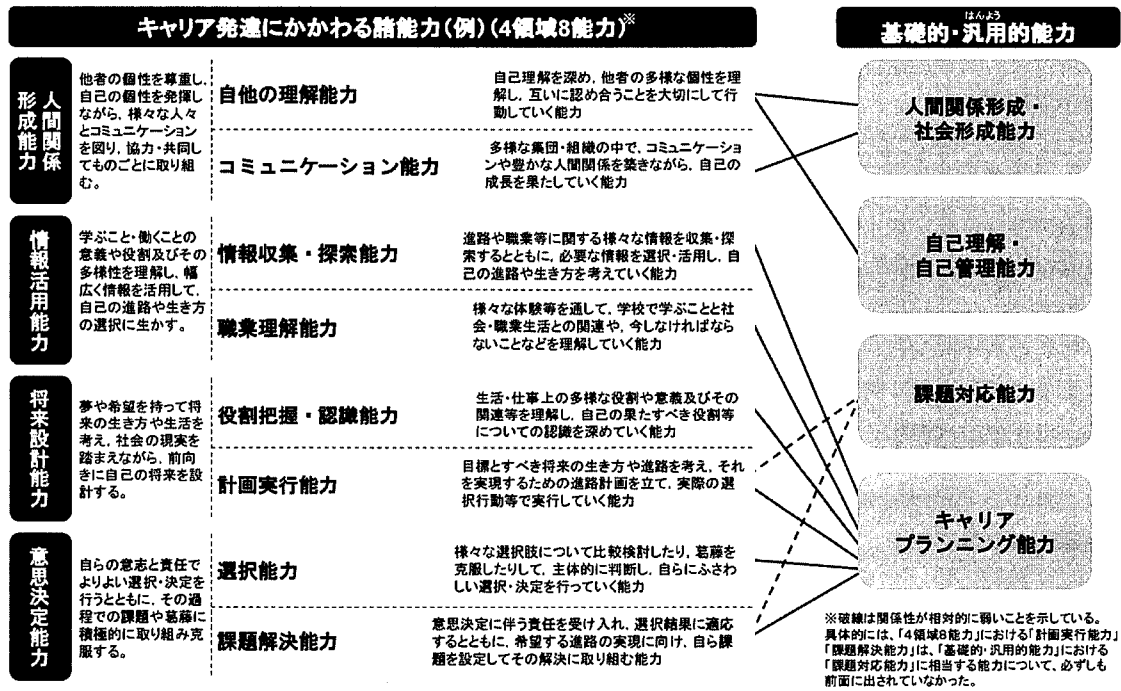 キャリア発達にかかわる諸能力(例)(4領域8能力)※
人間関係
形成能力
他者の個性を尊重し,
自己の個性を発揮し
ながら, 様々な人々
とコミュニケーション
を図り, 協力・共同し
てものごとに取り組
む。
自他の理解能力
自己理解を深め, 他者の多様な個性を理
解し, 互いに認め合うことを大切にして行
動していく能力
コミュニケーション能力
多様な集団・組織の中で, コミュニケーショ
ンや豊かな人間関係を築きながら, 自己の
成長を果たしていく能力
情報活用能力
学ぶこと・働くことの
意義や役割及びその
多様性を理解し, 幅
広く情報を活用して,
自己の進路や生き方
の選択に生かす。
情報収集・探索能力
進路や職業等に関する様々な情報を収集・探
索するとともに, 必要な情報を選択・活用し, 自
己の進路や生き方を考えていく能力
職業理解能力
様々な体験等を通して, 学校で学ぶことと社
会・職業生活との関連や, 今しなければなら
ないことなどを理解していく能力
将来設計能力
夢や希望を持って将
来の生き方や生活を
考え, 社会の現実を
踏まえながら, 前向
きに自己の将来を設
計する。
役割把握・認識能力
生活・仕事上の多様な役割や意義及びその
関連等を理解し, 自己の果たすべき役割等
についての認識を深めていく能力
計画実行能力
目標とすべき将来の生き方や進路を考え, それ
を実現するための進路計画を立て, 実際の選
択行動等で実行していく能力
意思決定能力
自らの意志と責任で
よりよい選択・決定を
行うとともに, その過
程での課題や葛藤に
積極的に取り組み克
服する。
選択能力
様々な選択肢について比較検討したり, 葛藤を
克服したりして, 主体的に判断し, 自らにふさわ
しい選択・決定を行っていく能力
課題解決能力
意思決定に伴う責任を受け入れ, 選択結果に適応
するとともに, 希望する進路の実現に向け, 自ら課
題を設定してその解決に取り組む能力
はんよう
基礎的・汎用的能力
人間関係形成・
社会形成能力
自己理解・
自己管理能力
課題対応能力
キャリア
プランニング能力
※破線は関係性が相対的に弱いことを示している。
具体的には、「4領域8能力」における「計画実行能力」
「課題解決能力」は、「基礎的・汎用的能力」における
「課題対応能力」に相当する能力について、必ずしも
前面に出されていなかった。